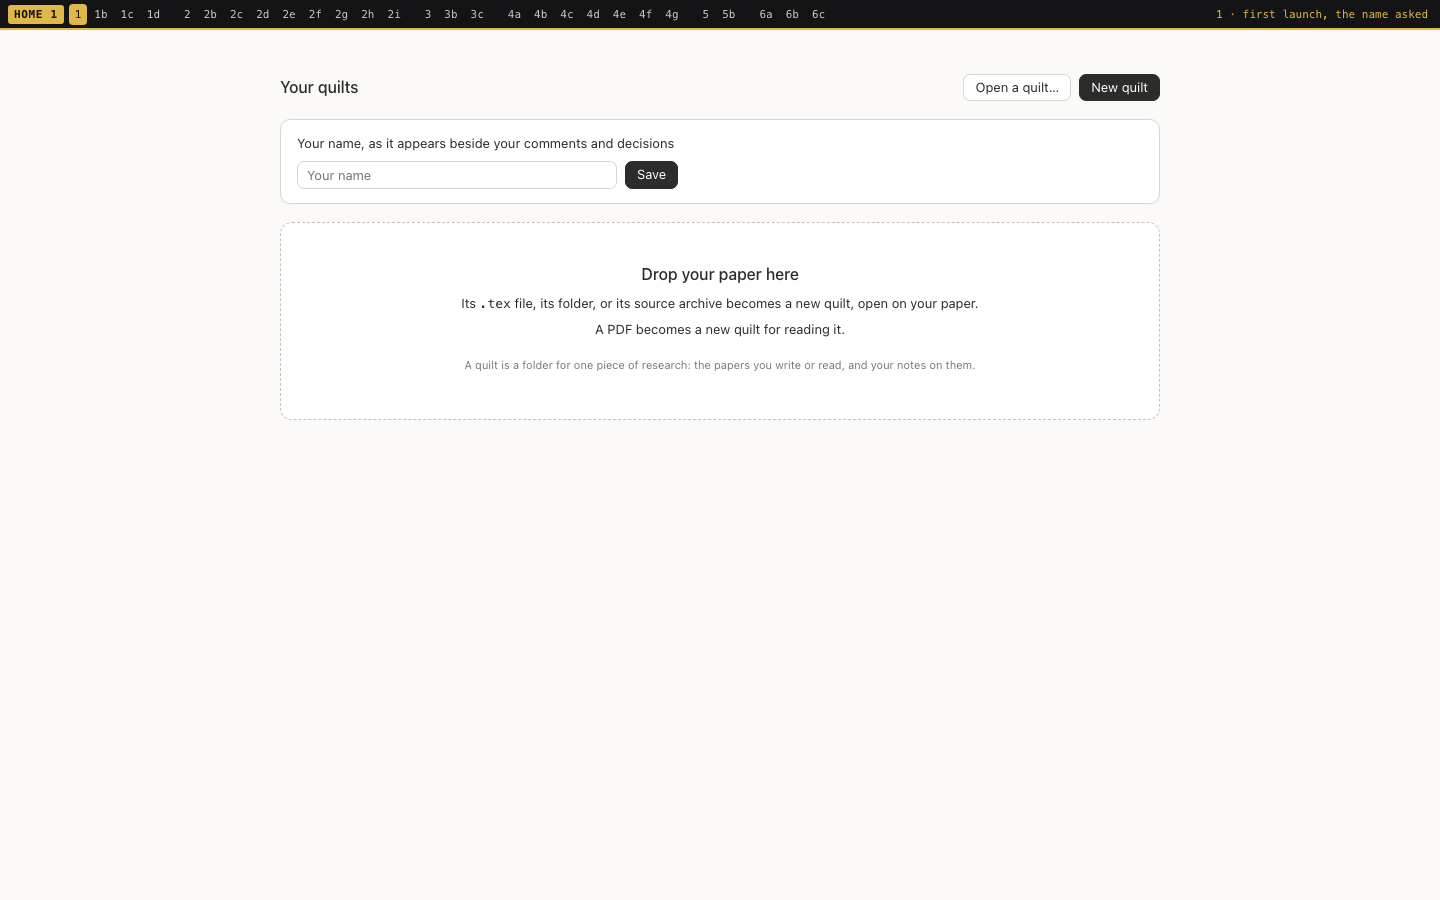 HOME 1 1 1b 1c 1d 2 2b 2c 2d 2e 2f 2g 2h 2i 3 3b 3c 4a 4b 4c 4d 4e 4f 4g 5 5b 6a 6b 6c 1 · first launch, the name asked
Your quilts Open a quilt... New quilt
Your name, as it appears beside your comments and decisions
Your name Save
Drop your paper here
Its .tex file, its folder, or its source archive becomes a new quilt, open on your paper.
A PDF becomes a new quilt for reading it.
A quilt is a folder for one piece of research: the papers you write or read, and your notes on them.